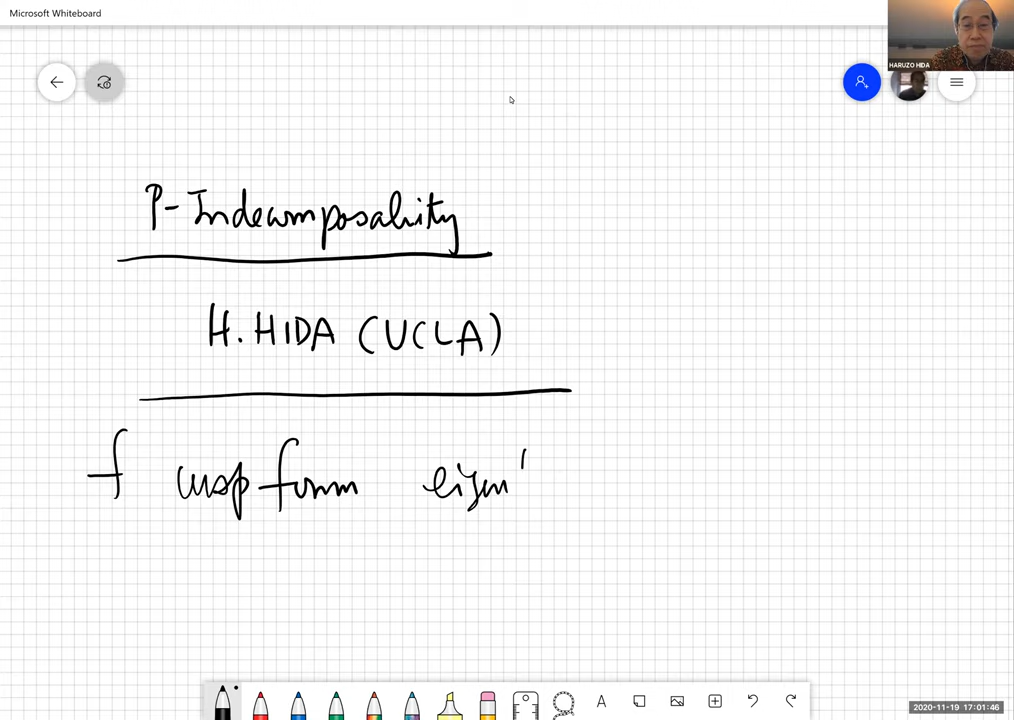 Microsoft Whiteboard
HARUZO HIDA
P-Indecomposability
H. HIDA (UCLA)
f cusp form eigen'
A
2020-11-19 17:01:46